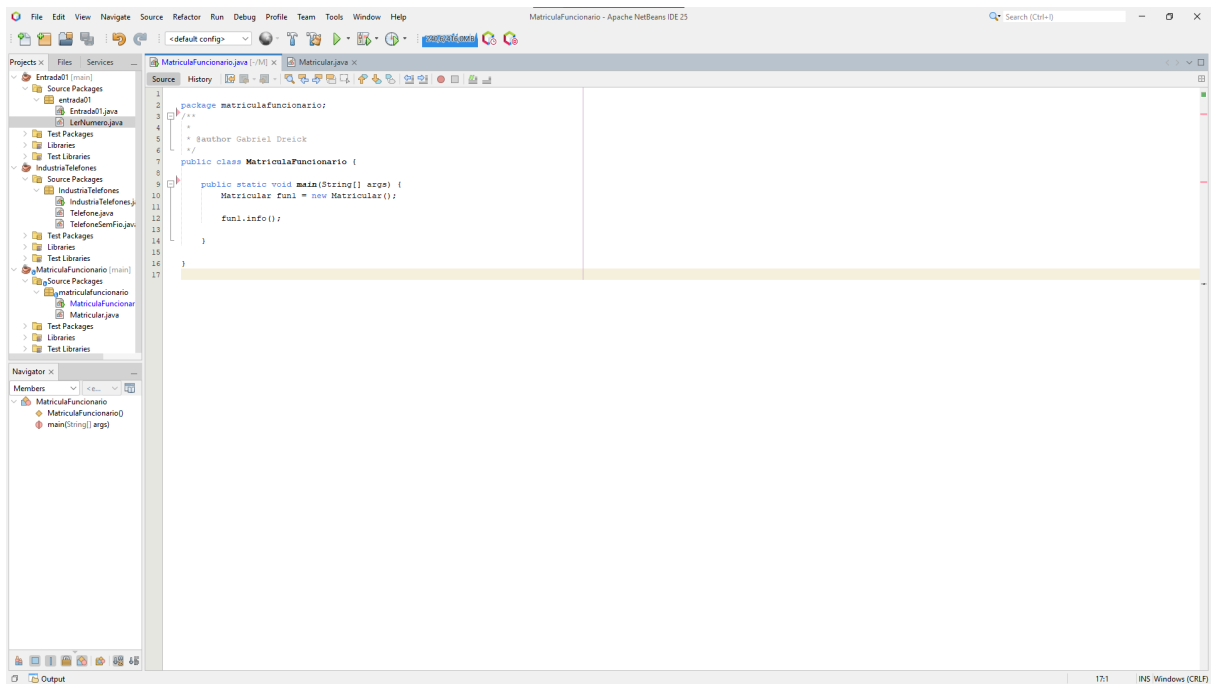 File Edit View Navigate Source Refactor Run Debug Profile Team Tools Window Help
MatriculaFuncionario - Apache NetBeans IDE 25
Search (Ctrl+I)
<default config>
Projects Files Services
MatriculaFuncionario.java [-/M]
Matricular.java
Source History
Entrada01 [main]
Source Packages
entrada01
Entrada01.java
LerNumero.java
Test Packages
Libraries
Test Libraries
IndustriaTelefones
Source Packages
IndustriaTelefones
IndustriaTelefones.j
Telefone.java
TelefoneSemFio.java
Test Packages
Libraries
Test Libraries
MatriculaFuncionario [main]
Source Packages
matriculafuncionario
MatriculaFuncionar
Matricular.java
Test Packages
Libraries
Test Libraries
Navigator
Members <e...
MatriculaFuncionario
MatriculaFuncionario()
main(String[] args)
1
2 package matriculafuncionario;
3 /**
4 *
5 * @author Gabriel Dreick
6 */
7 public class MatriculaFuncionario {
8
9 public static void main(String[] args) {
10 Matricular fun1 = new Matricular();
11
12 fun1.info();
13
14 }
15
16 }
17
Output
17:1 INS Windows (CRLF)